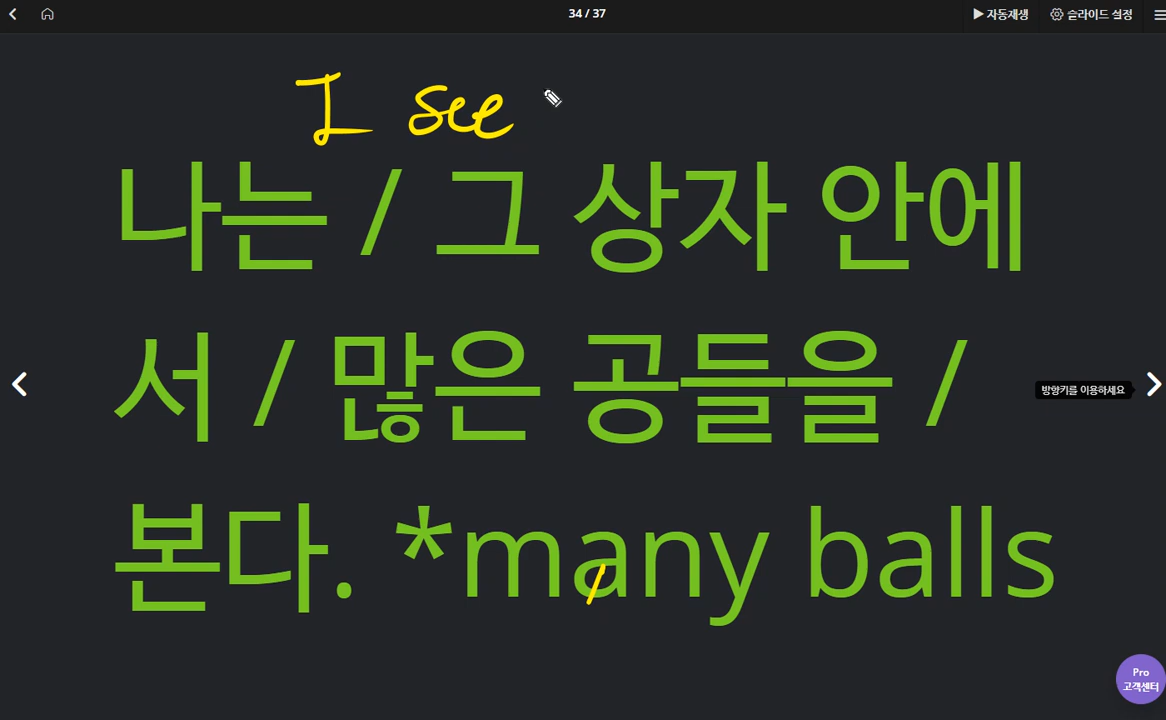 34 / 37
▶ 자동재생
슬라이드 설정
I see
나는 / 그 상자 안에
서 / 많은 공들을 /
방향키를 이용하세요
본다. *many balls
Pro
고객센터